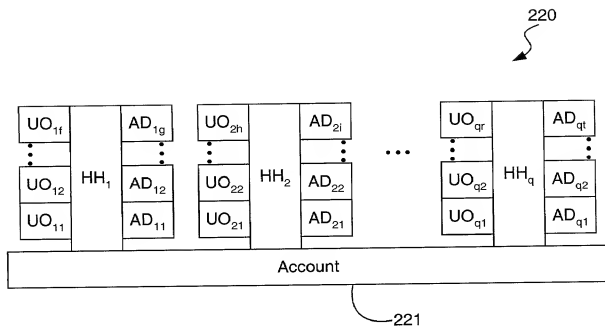 220
UO1f AD1g UO2h AD2i UOqr ADqt
HH1 HH2 HHq
UO12 AD12 UO22 AD22 UOq2 ADq2
UO11 AD11 UO21 AD21 UOq1 ADq1
Account
221